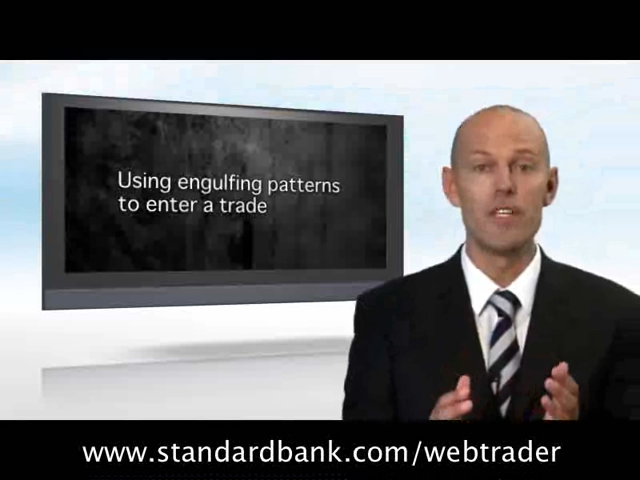 Using engulfing patterns
to enter a trade
www.standardbank.com/webtrader